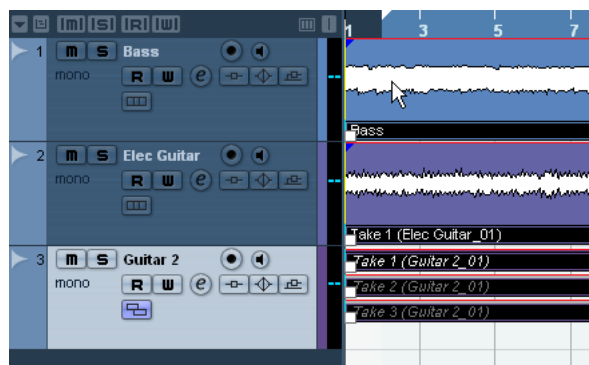 m S R W
1 3 5 7
1 m S Bass
mono R W e
Bass
2 m S Elec Guitar
mono R W e
Take 1 (Elec Guitar_01)
3 m S Guitar 2
mono R W e
Take 1 (Guitar 2_01)
Take 2 (Guitar 2_01)
Take 3 (Guitar 2_01)